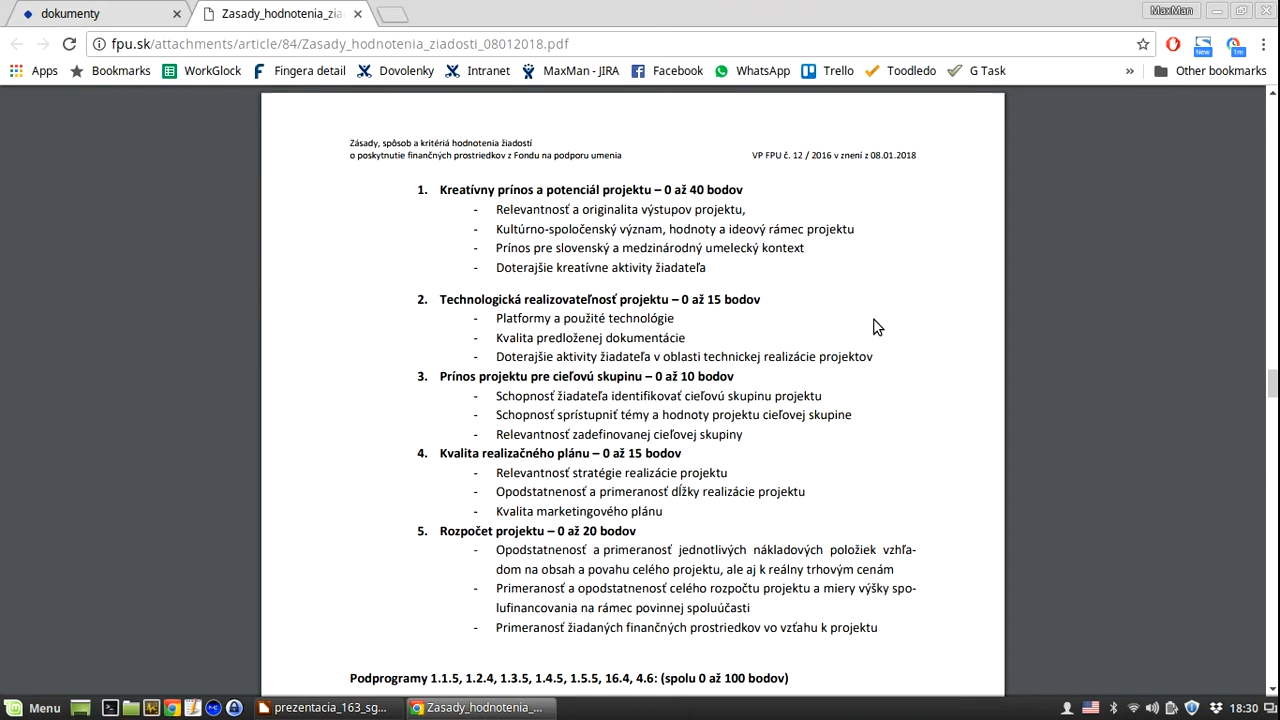 dokumenty
Zasady_hodnotenia_zia
MaxMan
fpu.sk/attachments/article/84/Zasady_hodnotenia_ziadosti_08012018.pdf
New
1m
Apps
Bookmarks
WorkGlock
Fingera detail
Dovolenky
Intranet
MaxMan - JIRA
Facebook
WhatsApp
Trello
Toodledo
G Task
»
Other bookmarks
Zásady, spôsob a kritériá hodnotenia žiadostí
o poskytnutie finančných prostriedkov z Fondu na podporu umenia
VP FPU č. 12 / 2016 v znení z 08.01.2018
1. Kreatívny prínos a potenciál projektu – 0 až 40 bodov
- Relevantnosť a originalita výstupov projektu,
- Kultúrno-spoločenský význam, hodnoty a ideový rámec projektu
- Prínos pre slovenský a medzinárodný umelecký kontext
- Doterajšie kreatívne aktivity žiadateľa
2. Technologická realizovateľnosť projektu – 0 až 15 bodov
- Platformy a použité technológie
- Kvalita predloženej dokumentácie
- Doterajšie aktivity žiadateľa v oblasti technickej realizácie projektov
3. Prínos projektu pre cieľovú skupinu – 0 až 10 bodov
- Schopnosť žiadateľa identifikovať cieľovú skupinu projektu
- Schopnosť sprístupniť témy a hodnoty projektu cieľovej skupine
- Relevantnosť zadefinovanej cieľovej skupiny
4. Kvalita realizačného plánu – 0 až 15 bodov
- Relevantnosť stratégie realizácie projektu
- Opodstatnenosť a primeranosť dĺžky realizácie projektu
- Kvalita marketingového plánu
5. Rozpočet projektu – 0 až 20 bodov
- Opodstatnenosť a primeranosť jednotlivých nákladových položiek vzhľa-
dom na obsah a povahu celého projektu, ale aj k reálny trhovým cenám
- Primeranosť a opodstatnenosť celého rozpočtu projektu a miery výšky spo-
lufinancovania na rámec povinnej spoluúčasti
- Primeranosť žiadaných finančných prostriedkov vo vzťahu k projektu
Podprogramy 1.1.5, 1.2.4, 1.3.5, 1.4.5, 1.5.5, 16.4, 4.6: (spolu 0 až 100 bodov)
Menu
prezentacia_163_sg...
Zasady_hodnotenia_...
18:30